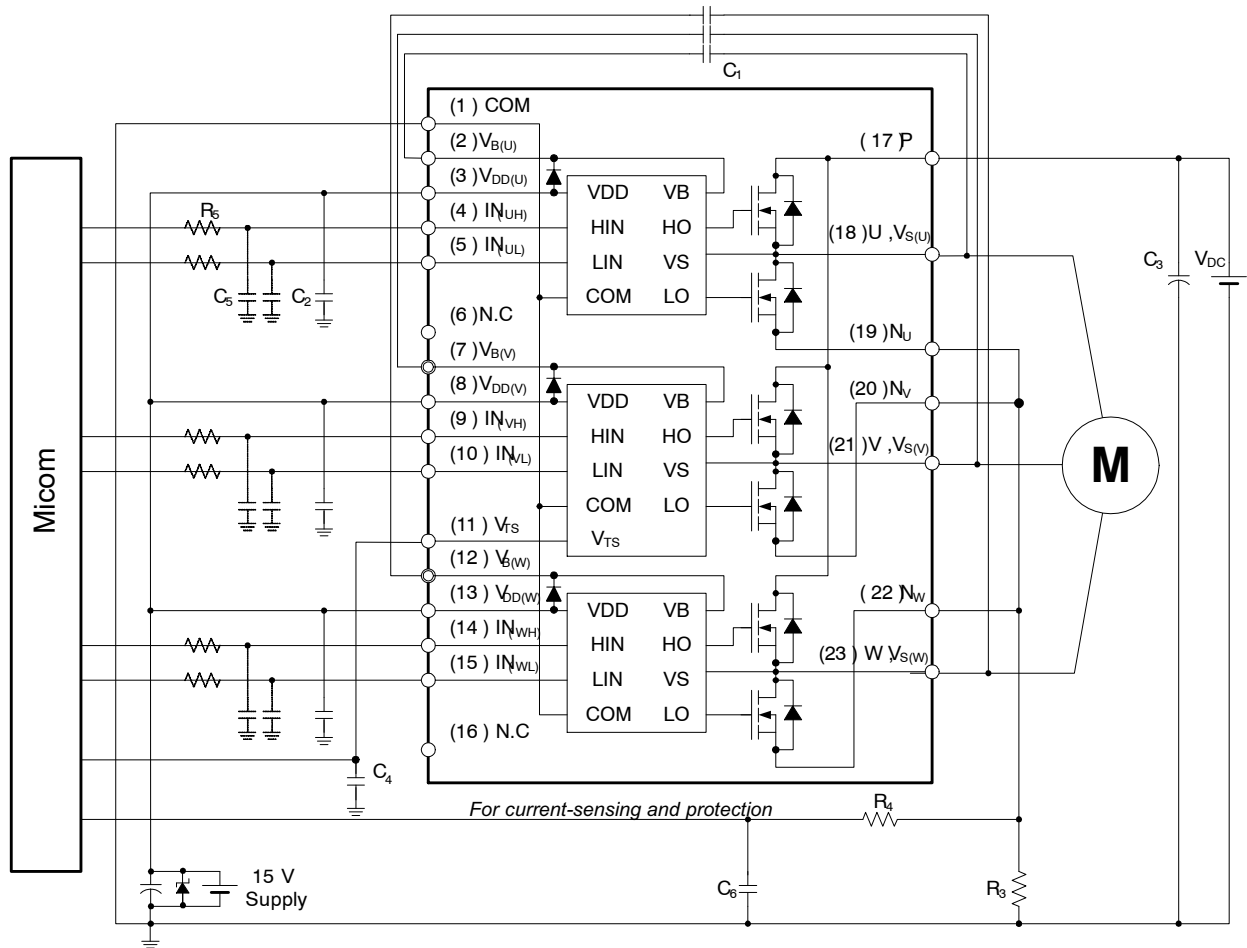 C1
(1 ) COM
(2 )VB(U)
(3 )VDD(U)
(4 ) IN(UH)
(5 ) IN(UL)
(6 )N.C
(7 )VB(V)
(8 )VDD(V)
(9 ) IN(VH)
(10 ) IN(VL)
(11 ) VTS
(12 ) VB(W)
(13 ) VDD(W)
(14 ) IN(WH)
(15 ) IN(WL)
(16 ) N.C
VDD VB
HIN HO
LIN VS
COM LO
VDD VB
HIN HO
LIN VS
COM LO
VTS
VDD VB
HIN HO
LIN VS
COM LO
( 17 )P
(18 )U ,VS(U)
(19 )NU
(20 )NV
(21 )V ,VS(V)
( 22 )NW
(23 ) W ,VS(W)
R5
C5
C2
C3
VDC
M
Micom
C4
For current-sensing and protection
R4
C6
R3
15 V
Supply